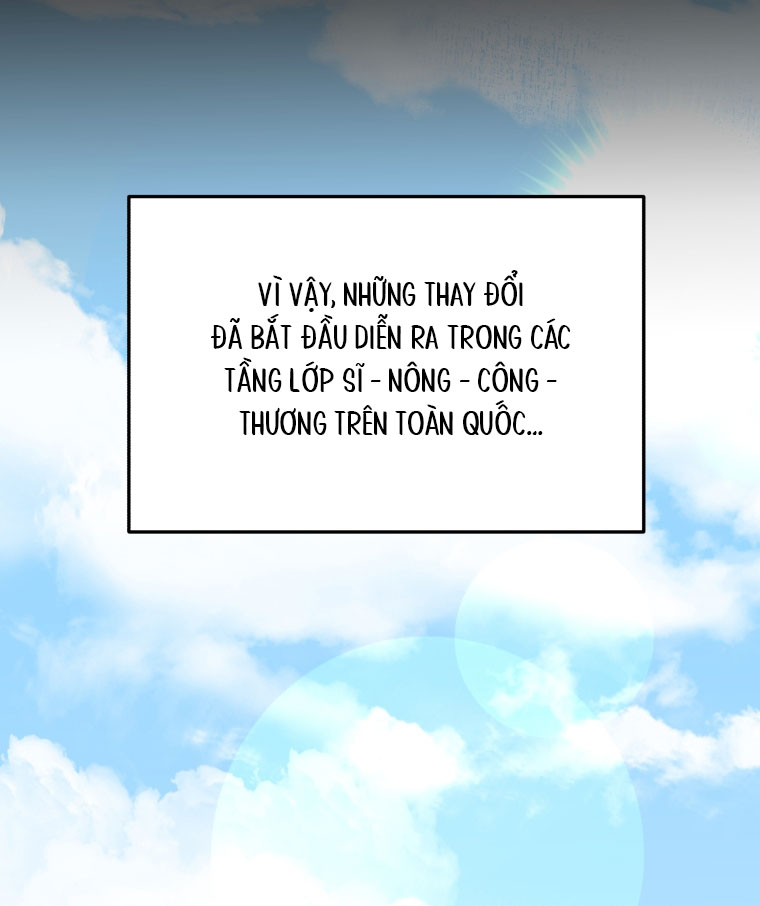 VÌ VẬY, NHỮNG THAY ĐỔI
ĐÃ BẮT ĐẦU DIỄN RA TRONG CÁC
TẦNG LỚP SĨ - NÔNG - CÔNG -
THƯƠNG TRÊN TOÀN QUỐC...